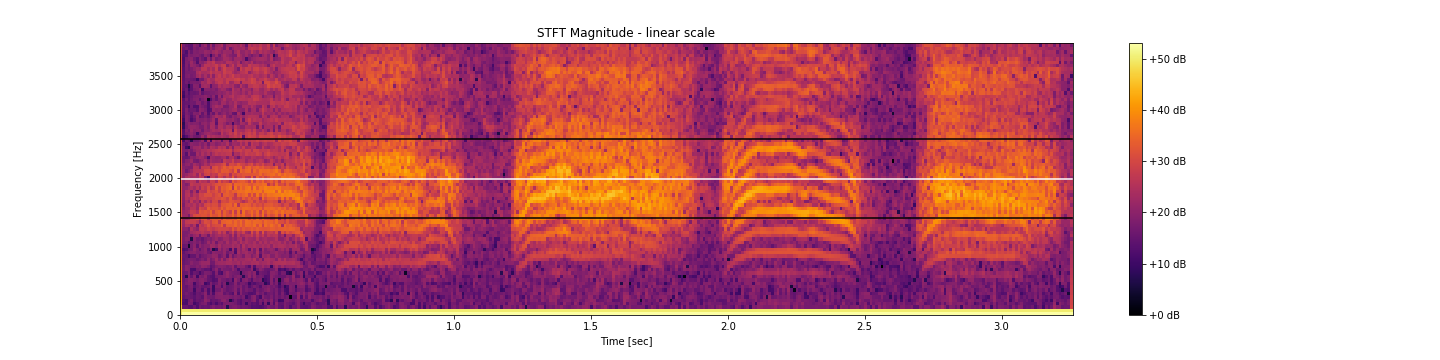 STFT Magnitude - linear scale
3500
3000
2500
2000
1500
1000
500
0
Frequency [Hz]
0.0 0.5 1.0 1.5 2.0 2.5 3.0
Time [sec]
+50 dB
+40 dB
+30 dB
+20 dB
+10 dB
+0 dB